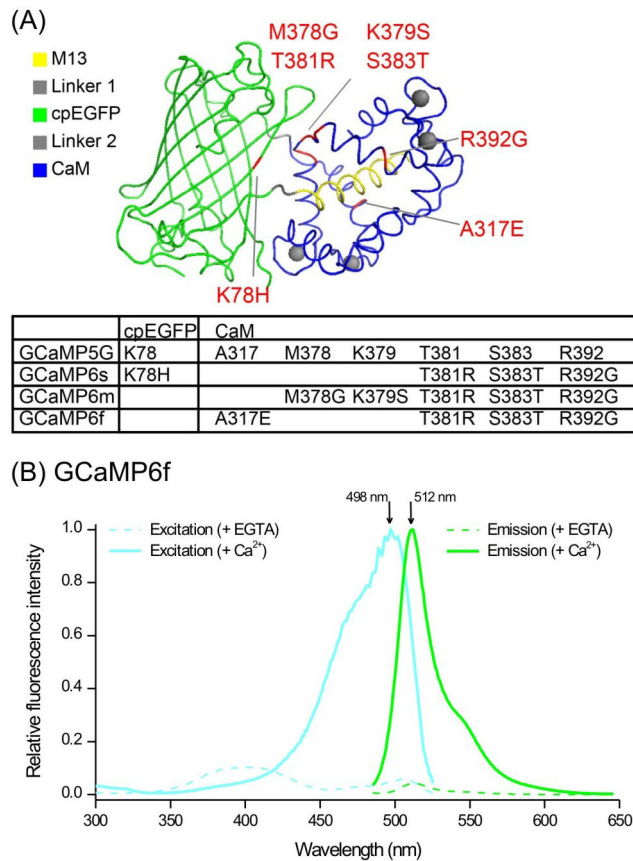 (A)
M378G K379S
T381R S383T
M13
Linker 1
cpEGFP
Linker 2
CaM
R392G
A317E
K78H
cpEGFP CaM
GCaMP5G K78 A317 M378 K379 T381 S383 R392
GCaMP6s K78H T381R S383T R392G
GCaMP6m M378G K379S T381R S383T R392G
GCaMP6f A317E T381R S383T R392G
(B) GCaMP6f
498 nm 512 nm
Excitation (+ EGTA) Emission (+ EGTA)
Excitation (+ Ca²⁺) Emission (+ Ca²⁺)
Relative fluorescence intensity
1.0
0.8
0.6
0.4
0.2
0.0
300 350 400 450 500 550 600 650
Wavelength (nm)